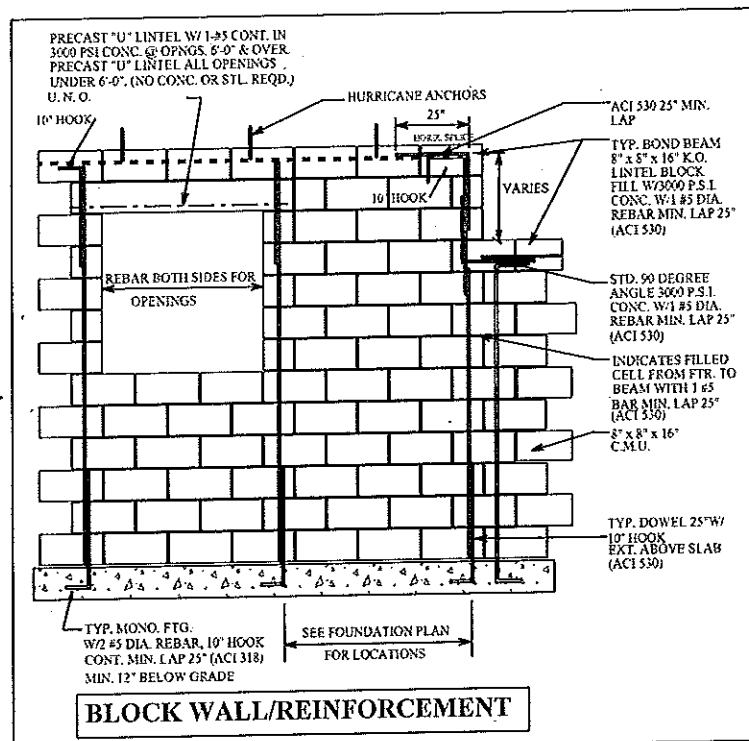 PRECAST "U" LINTEL W/ 1-#5 CONT. IN
3000 PSI CONC. @ OPNGS. 6'-0" & OVER.
PRECAST "U" LINTEL ALL OPENINGS
UNDER 6'-0", (NO CONC. OR STL. REQD.)
U. N. O.
10" HOOK
HURRICANE ANCHORS
25"
HORIZ. SPLICE
10" HOOK
VARIES
ACI 530 25" MIN.
LAP
TYP. BOND BEAM
8" x 8" x 16" K.O.
LINTEL BLOCK
FILL W/3000 P.S.I.
CONC. W/1 #5 DIA.
REBAR MIN. LAP 25"
(ACI 530)
REBAR BOTH SIDES FOR
OPENINGS
STD. 90 DEGREE
ANGLE 3000 P.S.I.
CONC. W/1 #5 DIA.
REBAR MIN. LAP 25"
(ACI 530)
INDICATES FILLED
CELL FROM FTR. TO
BEAM WITH 1 #5
BAR MIN. LAP 25"
(ACI 530)
8" x 8" x 16"
C.M.U.
TYP. DOWEL 25"W/
10" HOOK
EXT. ABOVE SLAB
(ACI 530)
TYP. MONO. FTG.
W/2 #5 DIA. REBAR, 10" HOOK
CONT. MIN. LAP 25" (ACI 318)
MIN. 12" BELOW GRADE
SEE FOUNDATION PLAN
FOR LOCATIONS
BLOCK WALL/REINFORCEMENT